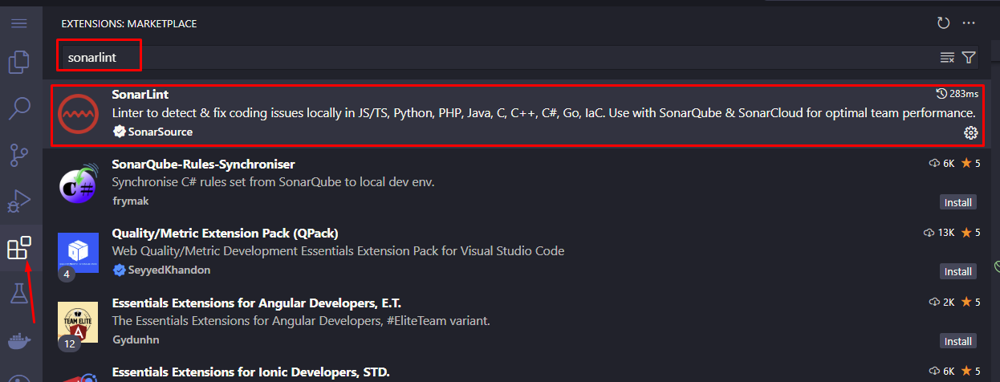 EXTENSIONS: MARKETPLACE
sonarlint
SonarLint
283ms
Linter to detect & fix coding issues locally in JS/TS, Python, PHP, Java, C, C++, C#, Go, IaC. Use with SonarQube & SonarCloud for optimal team performance.
SonarSource
SonarQube-Rules-Synchroniser
6K ★ 5
Synchronise C# rules set from SonarQube to local dev env.
frymak
Install
C#
Quality/Metric Extension Pack (QPack)
13K ★ 5
Web Quality/Metric Development Essentials Extension Pack for Visual Studio Code
4
SeyyedKhandon
Install
Essentials Extensions for Angular Developers, E.T.
2K ★ 5
The Essentials Extensions for Angular Developers, #EliteTeam variant.
TEAM ELITE
A
12
Gydunhn
Install
Essentials Extensions for Ionic Developers, STD.
6K ★ 5